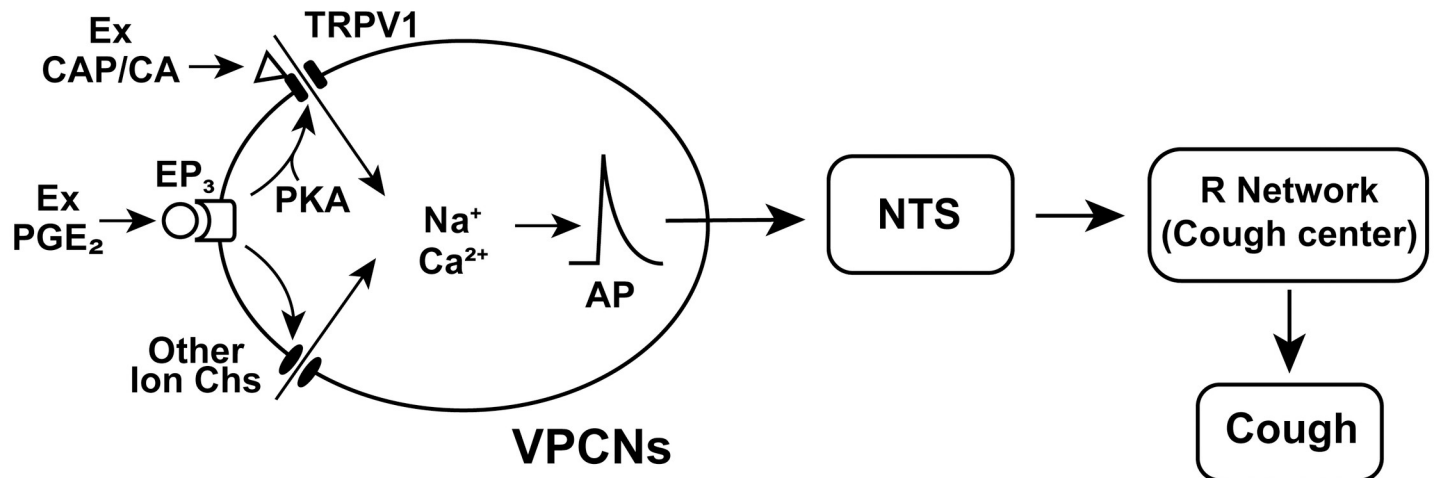 Ex
CAP/CA
TRPV1
EP₃
PKA
Ex
PGE₂
Na⁺
Ca²⁺
AP
Other
Ion Chs
VPCNs
NTS
R Network
(Cough center)
Cough